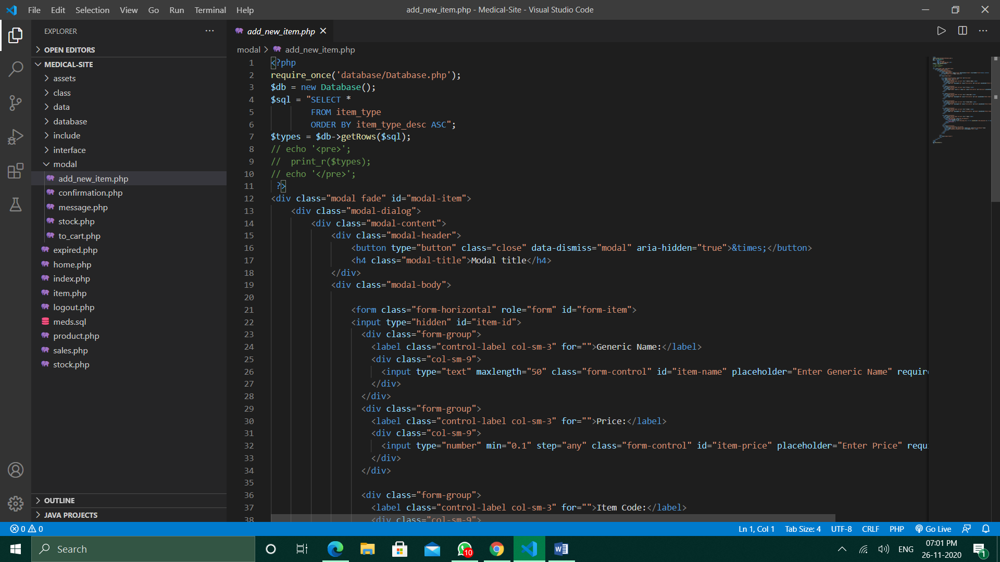 File Edit Selection View Go Run Terminal Help
add_new_item.php - Medical-Site - Visual Studio Code
EXPLORER
OPEN EDITORS
MEDICAL-SITE
assets
class
data
database
include
interface
modal
add_new_item.php
confirmation.php
message.php
stock.php
to_cart.php
expired.php
home.php
index.php
item.php
logout.php
meds.sql
product.php
sales.php
stock.php
OUTLINE
JAVA PROJECTS
add_new_item.php
modal > add_new_item.php
1 <?php
2 require_once('database/Database.php');
3 $db = new Database();
4 $sql = "SELECT *
5 FROM item_type
6 ORDER BY item_type_desc ASC";
7 $types = $db->getRows($sql);
8 // echo '<pre>';
9 //  print_r($types);
10 // echo '</pre>';
11 ?>
12 <div class="modal fade" id="modal-item">
13 <div class="modal-dialog">
14 <div class="modal-content">
15 <div class="modal-header">
16 <button type="button" class="close" data-dismiss="modal" aria-hidden="true">&times;</button>
17 <h4 class="modal-title">Modal title</h4>
18 </div>
19 <div class="modal-body">
20
21 <form class="form-horizontal" role="form" id="form-item">
22 <input type="hidden" id="item-id">
23 <div class="form-group">
24 <label class="control-label col-sm-3" for="">Generic Name:</label>
25 <div class="col-sm-9">
26 <input type="text" maxlength="50" class="form-control" id="item-name" placeholder="Enter Generic Name" requir
27 </div>
28 </div>
29 <div class="form-group">
30 <label class="control-label col-sm-3" for="">Price:</label>
31 <div class="col-sm-9">
32 <input type="number" min="0.1" step="any" class="form-control" id="item-price" placeholder="Enter Price" requ
33 </div>
34 </div>
35
36 <div class="form-group">
37 <label class="control-label col-sm-3" for="">Item Code:</label>
38 <div class="col-sm-9">
0 0
Ln 1, Col 1 Tab Size: 4 UTF-8 CRLF PHP Go Live
Search
10
ENG
07:01 PM
26-11-2020
1